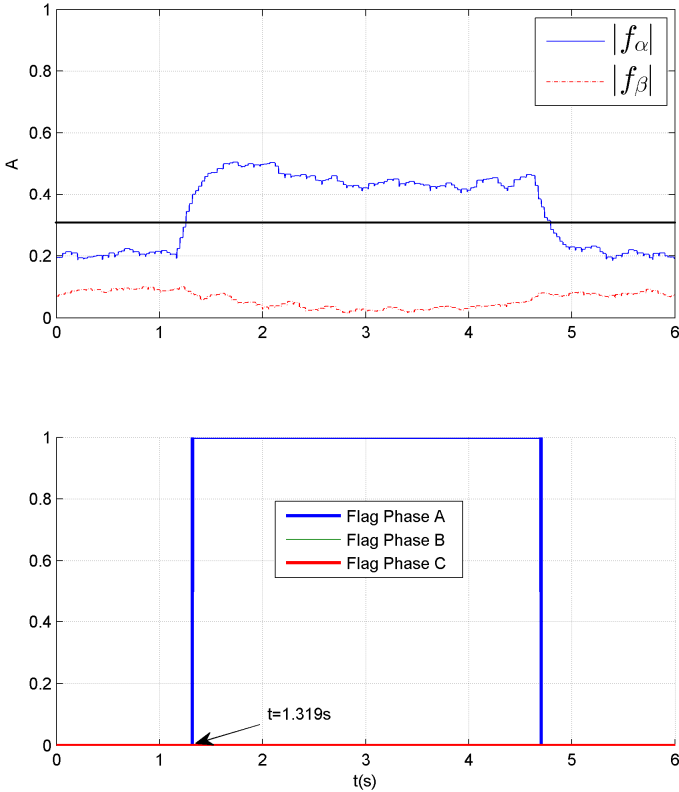 1
0.8
0.6
0.4
0.2
0
A
|fα|
|fβ|
0 1 2 3 4 5 6
1
0.8
0.6
0.4
0.2
0
Flag Phase A
Flag Phase B
Flag Phase C
t=1.319s
0 1 2 3 4 5 6
t(s)